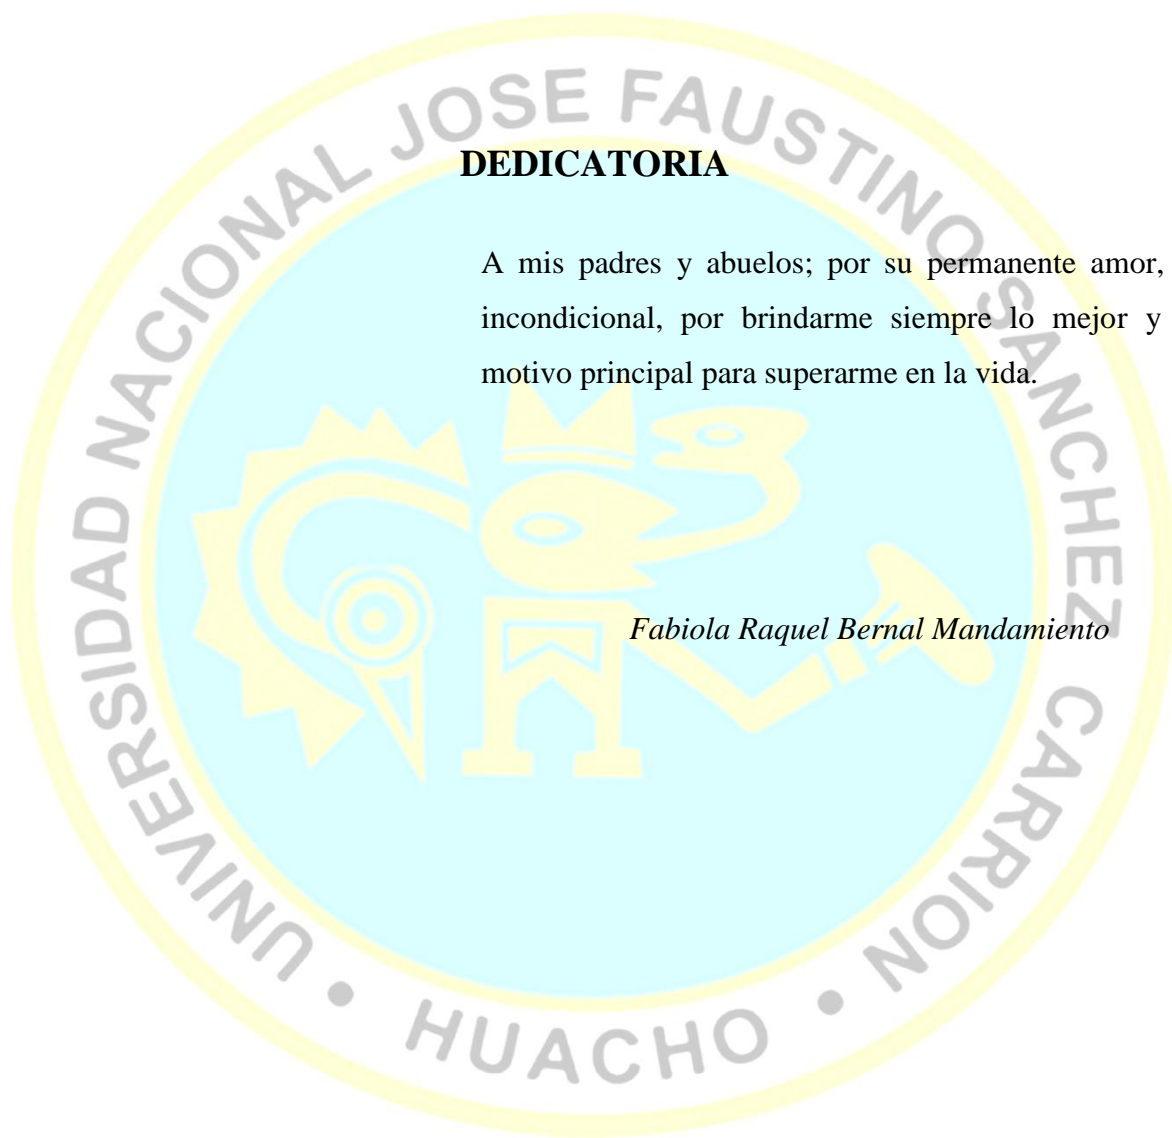 UNIVERSIDAD NACIONAL JOSE FAUSTINO SANCHEZ CARRION
• HUACHO •
DEDICATORIA
A mis padres y abuelos; por su permanente amor,
incondicional, por brindarme siempre lo mejor y
motivo principal para superarme en la vida.
Fabiola Raquel Bernal Mandamiento